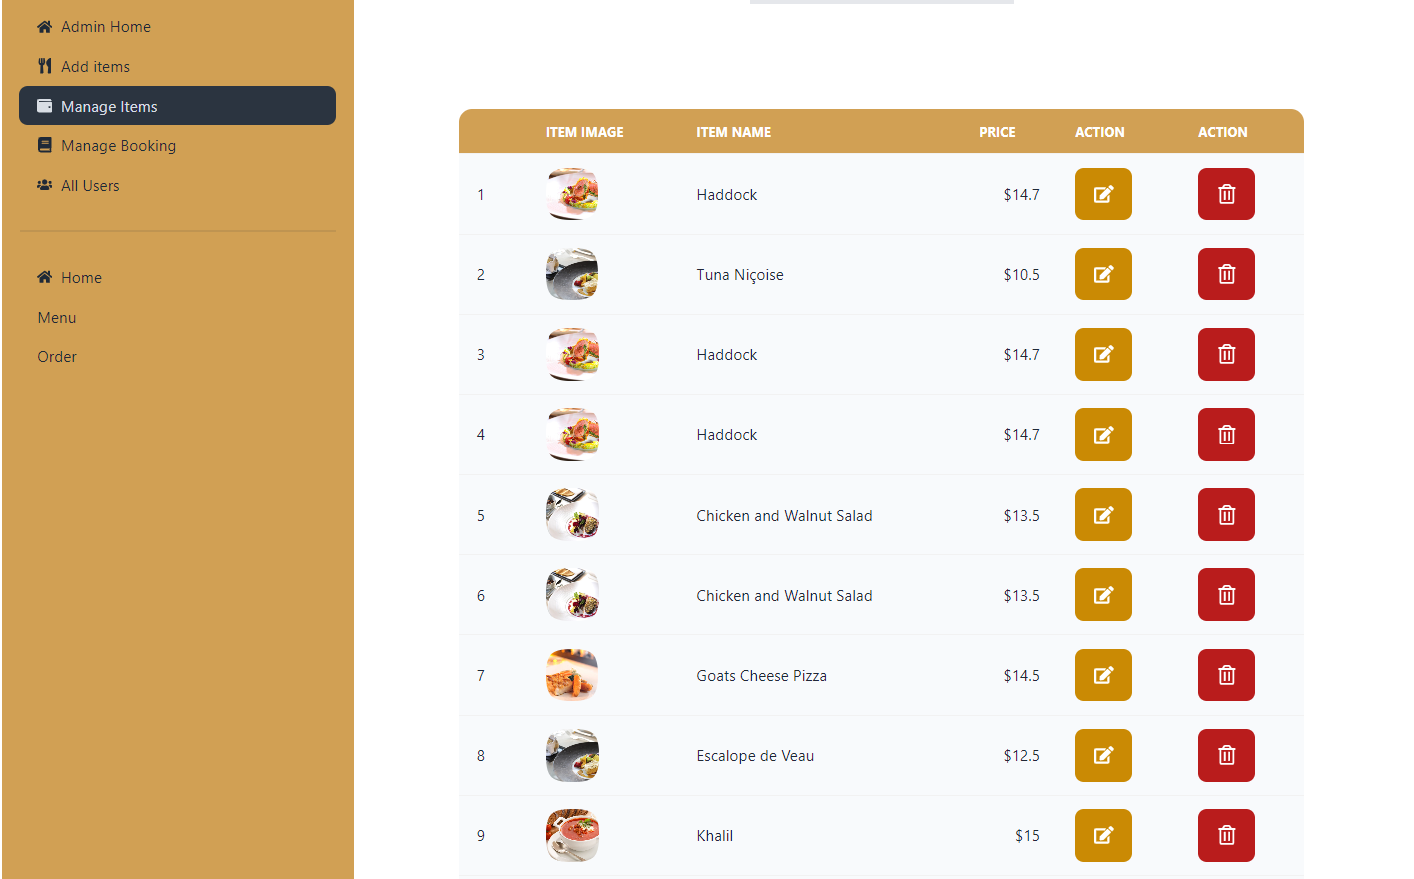 Admin Home
Add items
Manage Items
Manage Booking
All Users
Home
Menu
Order
ITEM IMAGE ITEM NAME PRICE ACTION ACTION
1 Haddock $14.7
2 Tuna Niçoise $10.5
3 Haddock $14.7
4 Haddock $14.7
5 Chicken and Walnut Salad $13.5
6 Chicken and Walnut Salad $13.5
7 Goats Cheese Pizza $14.5
8 Escalope de Veau $12.5
9 Khalil $15